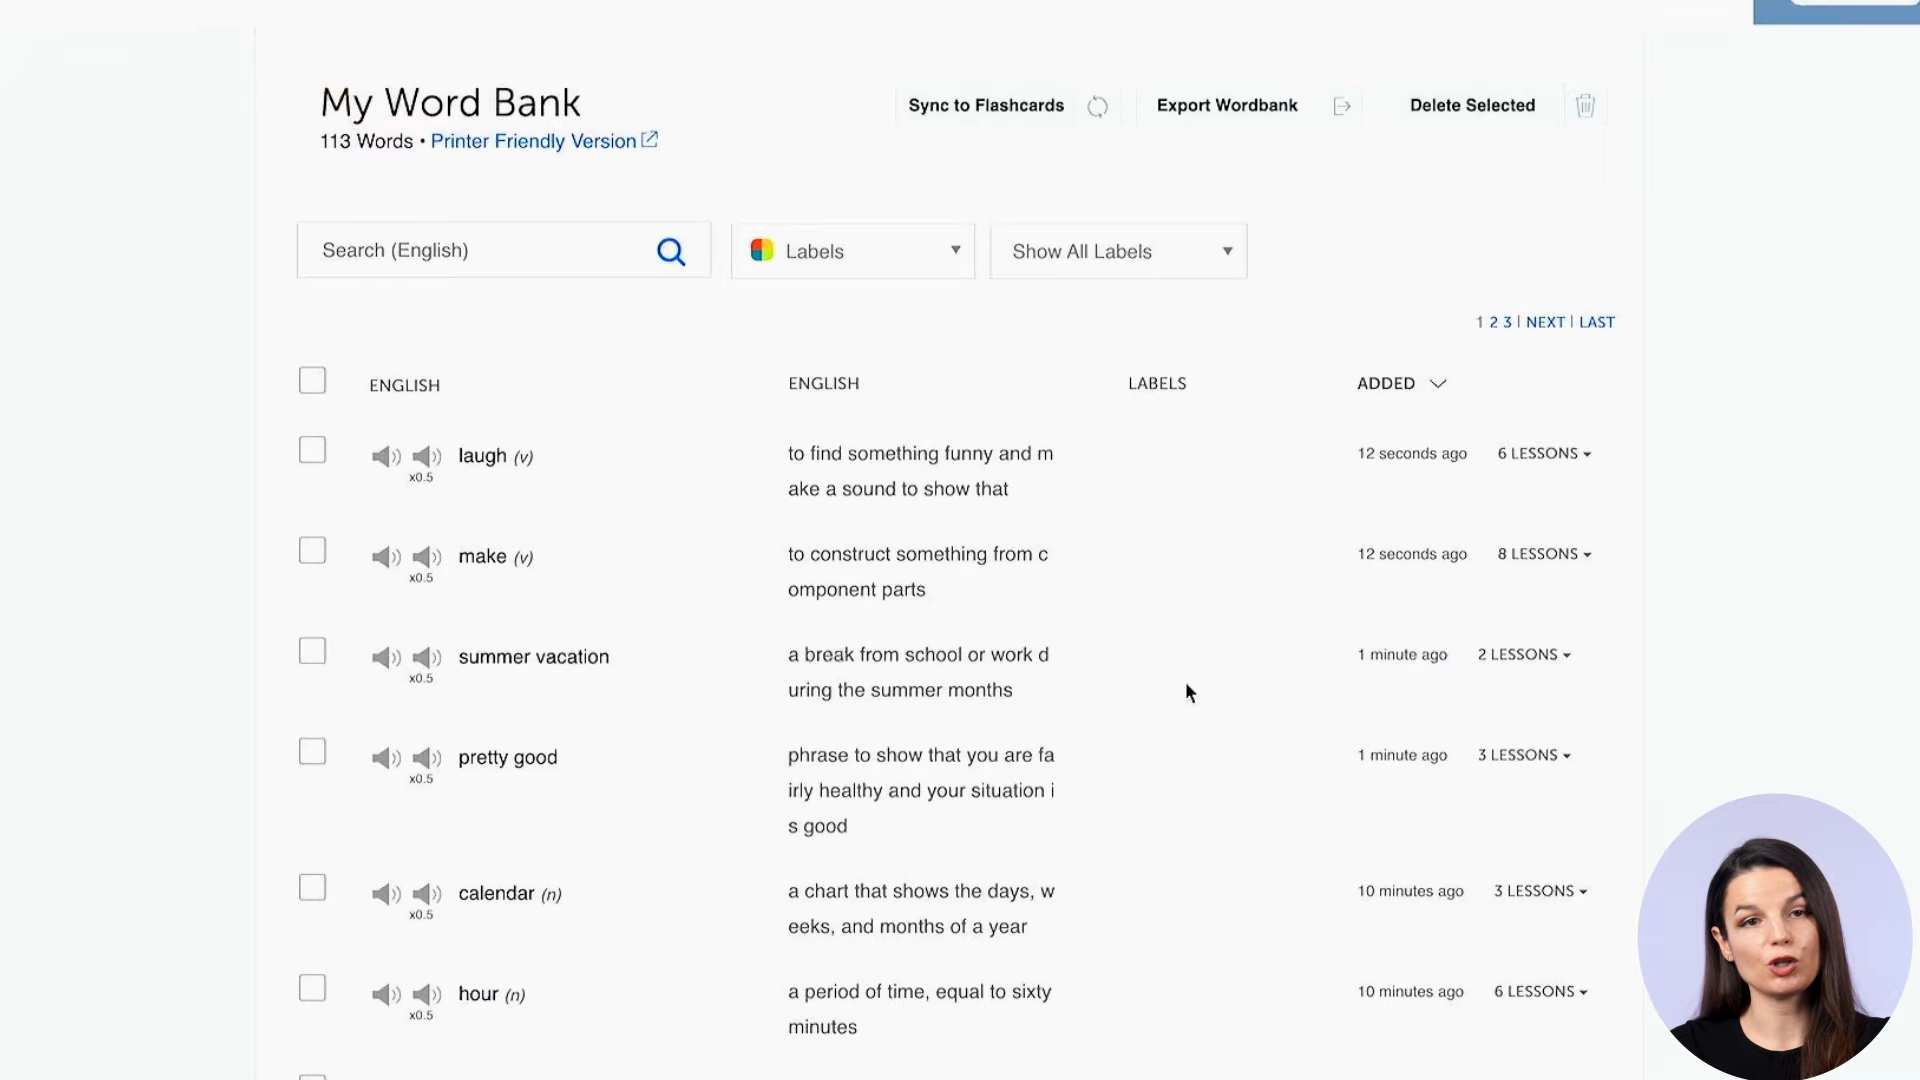 My Word Bank
113 Words • Printer Friendly Version
Sync to Flashcards
Export Wordbank
Delete Selected
Search (English)
Labels
Show All Labels
1 2 3 | NEXT | LAST
ENGLISH ENGLISH LABELS ADDED
laugh (v)
x0.5
to find something funny and m
ake a sound to show that
12 seconds ago 6 LESSONS
make (v)
x0.5
to construct something from c
omponent parts
12 seconds ago 8 LESSONS
summer vacation
x0.5
a break from school or work d
uring the summer months
1 minute ago 2 LESSONS
pretty good
x0.5
phrase to show that you are fa
irly healthy and your situation i
s good
1 minute ago 3 LESSONS
calendar (n)
x0.5
a chart that shows the days, w
eeks, and months of a year
10 minutes ago 3 LESSONS
hour (n)
x0.5
a period of time, equal to sixty
minutes
10 minutes ago 6 LESSONS